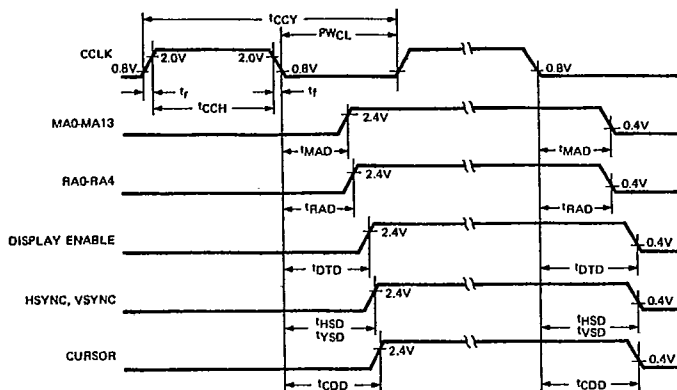 tCCY
PWCL
CCLK
2.0V 2.0V
0.8V 0.8V 0.8V
tr tf
tCCH
MA0-MA13
2.4V 0.4V
tMAD tMAD
RA0-RA4
2.4V 0.4V
tRAD tRAD
DISPLAY ENABLE
2.4V 0.4V
tDTD tDTD
HSYNC, VSYNC
2.4V 0.4V
tHSD tHSD
tYSD tVSD
CURSOR
2.4V 0.4V
tCDD tCDD